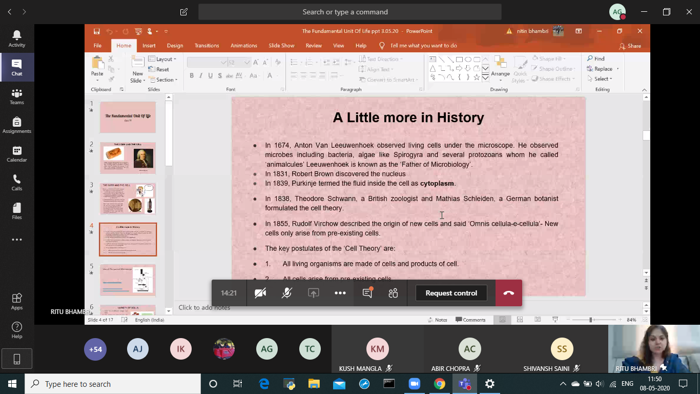 Search or type a command
AG
Activity
Chat
Teams
Assignments
Calendar
Calls
Files
Apps
Help
The Fundamental Unit Of Life ppt 3.05.20 - PowerPoint
nitin bhambri
File
Home
Insert
Design
Transitions
Animations
Slide Show
Review
View
Help
Tell me what you want to do
Share
Paste
New
Slides
Layout
Reset
Section
Text Direction
Align Text
Convert to SmartArt
Arrange
Quick
Styles
Shape Fill
Shape Outline
Shape Effects
Find
Replace
Select
Clipboard
Slides
Font
Paragraph
Drawing
Editing
1
2
3
4
5
6
A Little more in History
In 1674, Anton Van Leeuwenhoek observed living cells under the microscope. He observed
microbes including bacteria, algae like Spirogyra and several protozoans whom he called
'animalcules' Leeuwenhoek is known as the 'Father of Microbiology'.
In 1831, Robert Brown discovered the nucleus
In 1839, Purkinje termed the fluid inside the cell as cytoplasm.
In 1838, Theodore Schwann, a British zoologist and Mathias Schleiden, a German botanist
formulated the cell theory.
In 1855, Rudolf Virchow described the origin of new cells and said 'Omnis cellula-e-cellula'- New
cells only arise from pre-existing cells.
The key postulates of the 'Cell Theory' are:
1. All living organisms are made of cells and products of cell.
2. All cells arise from pre-existing cells
14:21
Request control
Click to add notes
RITU BHAMB
Slide 4 of 17
English (India)
Notes
Comments
84%
+54
AJ
IK
AG
TC
KM
KUSH MANGLA
AC
ABIR CHOPRA
SS
SHIVANSH SAINI
RITU BHAMBRI
Type here to search
ENG
11:50
08-05-2020